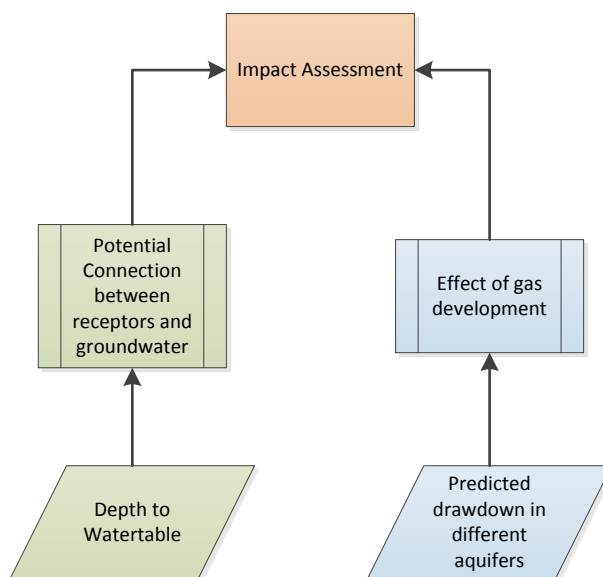 Impact Assessment
Potential
Connection
between
receptors and
groundwater
Effect of gas
development
Depth to
Watertable
Predicted
drawdown in
different
aquifers